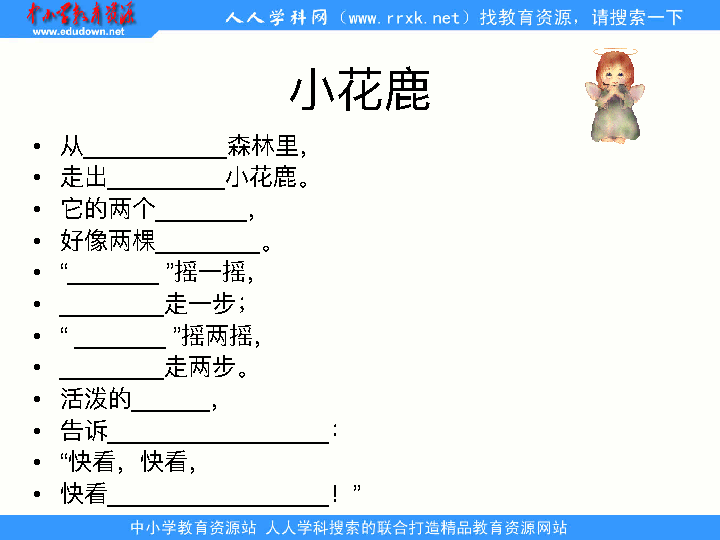 中小学教育资源
www.edudown.net
人人学科网（www.rrxk.net）找教育资源，请搜索一下
小花鹿
• 从___________森林里，
• 走出_________小花鹿。
• 它的两个_______，
• 好像两棵________。
• “_______ ”摇一摇，
• ________走一步；
• “ _______ ”摇两摇，
• ________走两步。
• 活泼的______，
• 告诉_________________：
• “快看，快看，
• 快看_________________！”
中小学教育资源站 人人学科搜索的联合打造精品教育资源网站